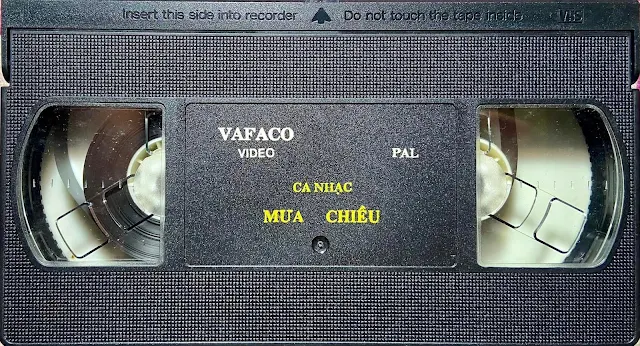 Insert this side into recorder Do not touch the tape inside VHS
VAFACO
VIDEO PAL
CA NHẠC
MƯA CHIỀU